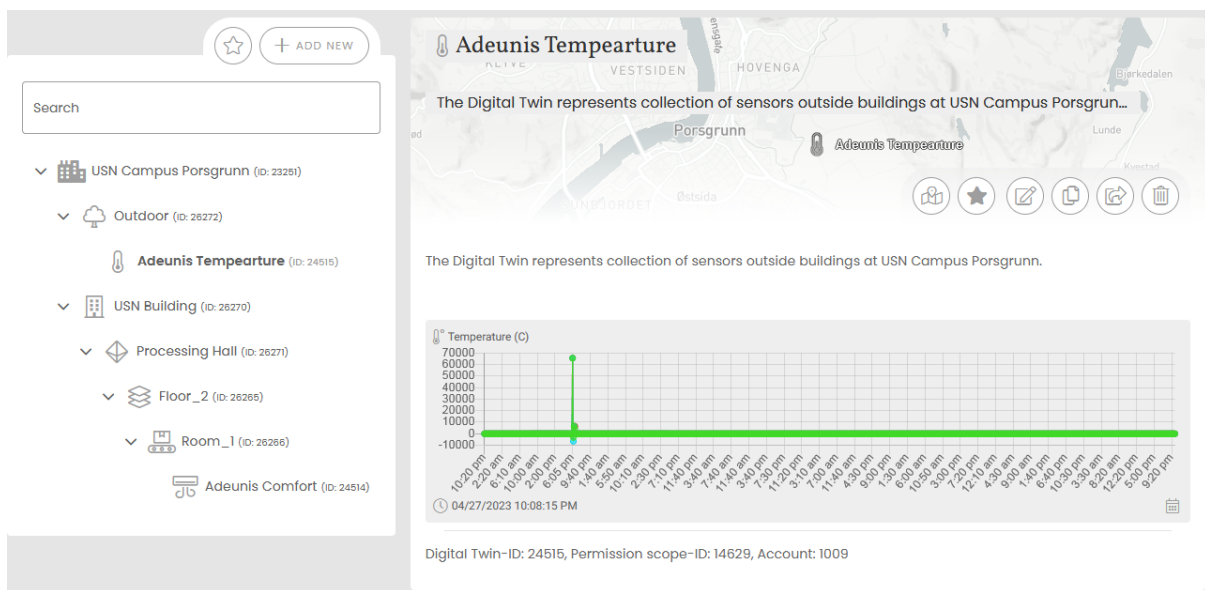 + ADD NEW
Search
USN Campus Porsgrunn (ID: 23251)
Outdoor (ID: 26272)
Adeunis Tempearture (ID: 24515)
USN Building (ID: 26270)
Processing Hall (ID: 26271)
Floor_2 (ID: 26265)
Room_1 (ID: 26266)
Adeunis Comfort (ID: 24514)
Adeunis Tempearture
VESTSIDEN
HOVENGA
Bjørkedalen
The Digital Twin represents collection of sensors outside buildings at USN Campus Porsgrun...
Porsgrunn
Lunde
Adeunis Tempearture
Østsida
The Digital Twin represents collection of sensors outside buildings at USN Campus Porsgrunn.
Temperature (C)
70000
60000
50000
40000
30000
20000
10000
0
-10000
10:20 pm 2:20 am 6:10 am 10:00 am 2:00 pm 6:05 pm 9:40 pm 1:40 am 5:50 am 10:10 am 2:30 pm 7:10 pm 11:40 pm 3:40 am 7:40 am 11:40 am 3:40 pm 7:30 pm 11:20 pm 3:10 am 7:00 am 11:40 am 4:30 pm 9:00 pm 1:30 am 6:00 am 10:50 am 3:00 pm 7:20 pm 12:10 am 4:30 am 9:00 am 1:40 pm 6:10 pm 10:30 pm 3:30 am 8:20 am 12:20 pm 5:00 pm 9:20 pm
04/27/2023 10:08:15 PM
Digital Twin-ID: 24515, Permission scope-ID: 14629, Account: 1009